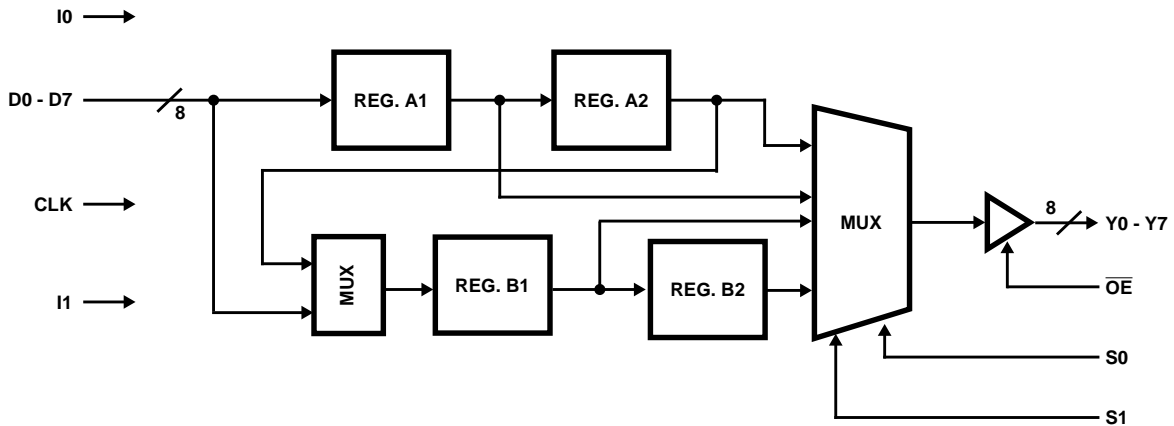 I0
D0 - D7
8
REG. A1
REG. A2
CLK
MUX
8
Y0 - Y7
I1
MUX
REG. B1
REG. B2
OE
S0
S1